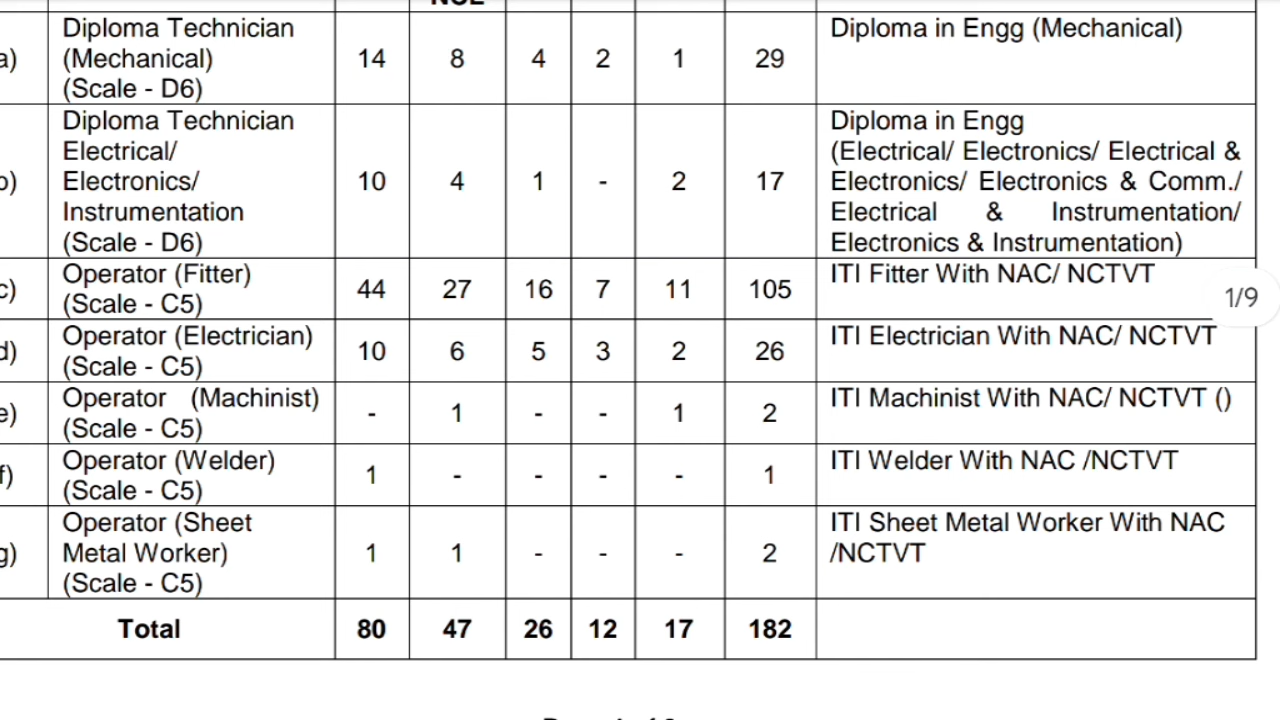 a) Diploma Technician (Mechanical) (Scale - D6) 14 8 4 2 1 29 Diploma in Engg (Mechanical)
b) Diploma Technician Electrical/ Electronics/ Instrumentation (Scale - D6) 10 4 1 - 2 17 Diploma in Engg (Electrical/ Electronics/ Electrical & Electronics/ Electronics & Comm./ Electrical & Instrumentation/ Electronics & Instrumentation)
c) Operator (Fitter) (Scale - C5) 44 27 16 7 11 105 ITI Fitter With NAC/ NCTVT
1/9
d) Operator (Electrician) (Scale - C5) 10 6 5 3 2 26 ITI Electrician With NAC/ NCTVT
e) Operator (Machinist) (Scale - C5) - 1 - - 1 2 ITI Machinist With NAC/ NCTVT ()
f) Operator (Welder) (Scale - C5) 1 - - - - 1 ITI Welder With NAC /NCTVT
g) Operator (Sheet Metal Worker) (Scale - C5) 1 1 - - - 2 ITI Sheet Metal Worker With NAC /NCTVT
Total 80 47 26 12 17 182